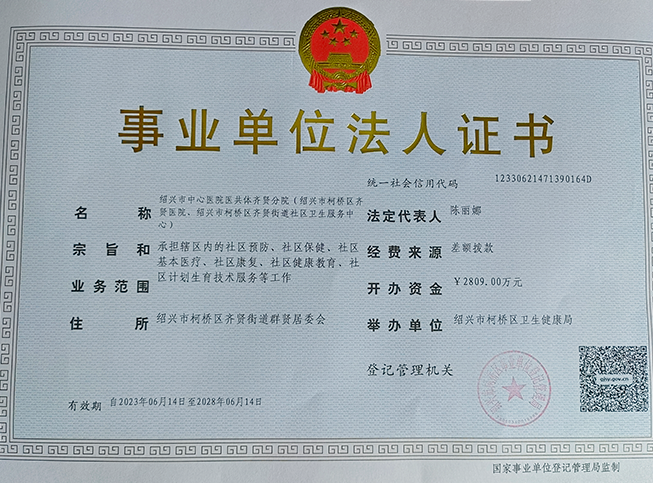 事业单位法人证书
统一社会信用代码 12330621471390164D
名称 绍兴市中心医院医共体齐贤分院(绍兴市柯桥区齐
贤医院、绍兴市柯桥区齐贤街道社区卫生服务中
心)
法定代表人 陈丽娜
宗旨和
业务范围
承担辖区内的社区预防、社区保健、社区
基本医疗、社区康复、社区健康教育、社
区计划生育技术服务等工作
经费来源 差额拨款
开办资金 ¥2809.00万元
住所 绍兴市柯桥区齐贤街道群贤居委会
举办单位 绍兴市柯桥区卫生健康局
登记管理机关
有效期 自2023年06月14日至2028年06月14日
国家事业单位登记管理局监制